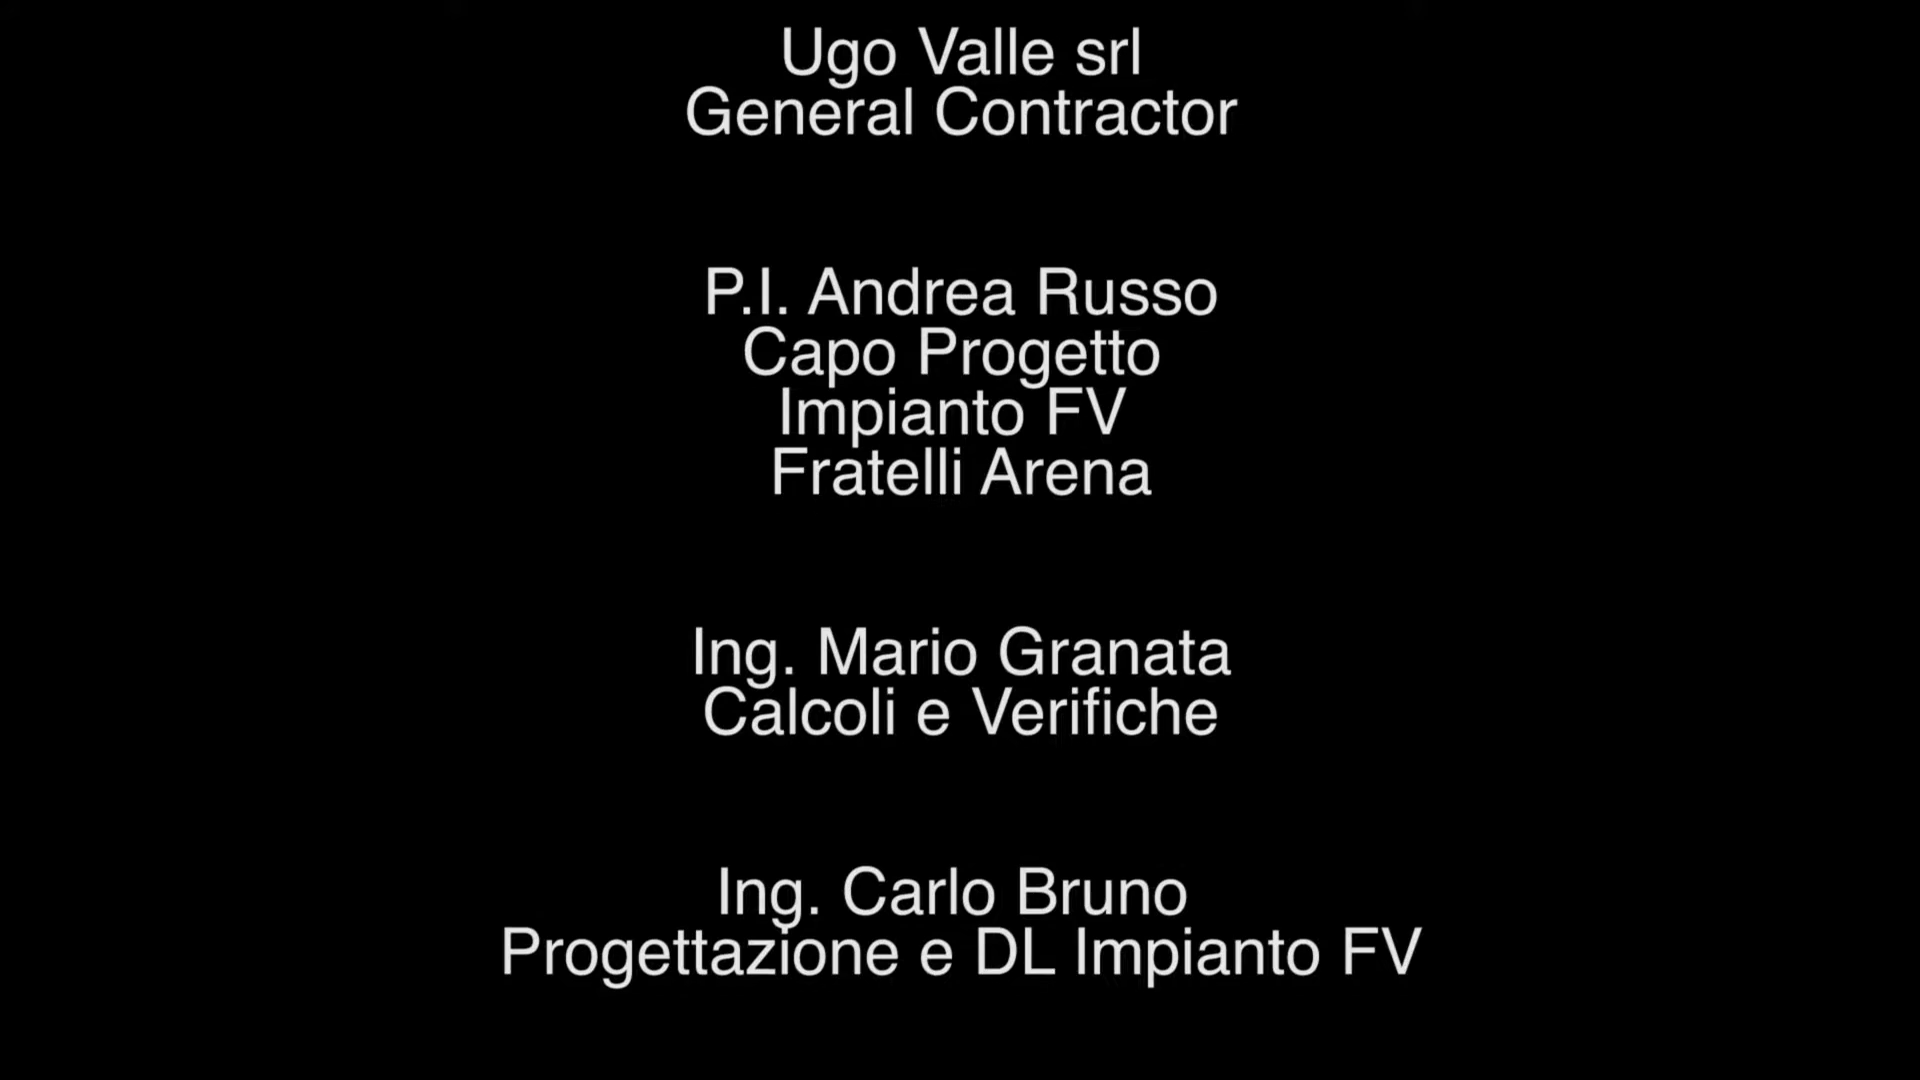 Ugo Valle srl
General Contractor
P.I. Andrea Russo
Capo Progetto
Impianto FV
Fratelli Arena
Ing. Mario Granata
Calcoli e Verifiche
Ing. Carlo Bruno
Progettazione e DL Impianto FV